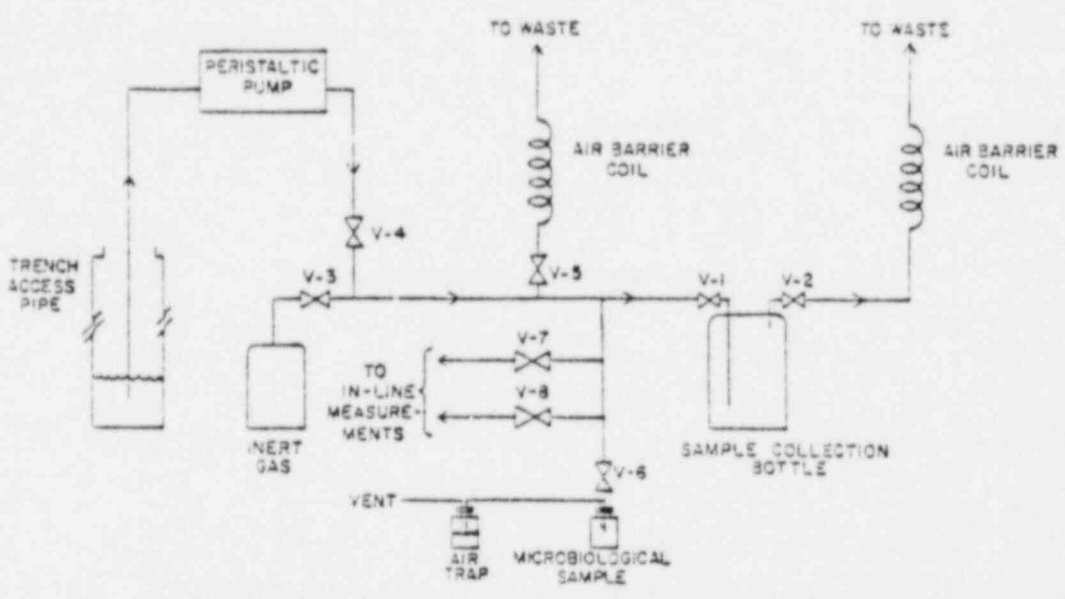 TO WASTE
TO WASTE
PERISTALTIC
PUMP
AIR BARRIER
COIL
AIR BARRIER
COIL
V-4
TRENCH
ACCESS
PIPE
V-3
V-5
V-1
V-2
V-7
TO
IN-LINE
MEASURE-
MENTS
V-8
INERT
GAS
SAMPLE COLLECTION
BOTTLE
V-6
VENT
AIR
TRAP
MICROBIOLOGICAL
SAMPLE